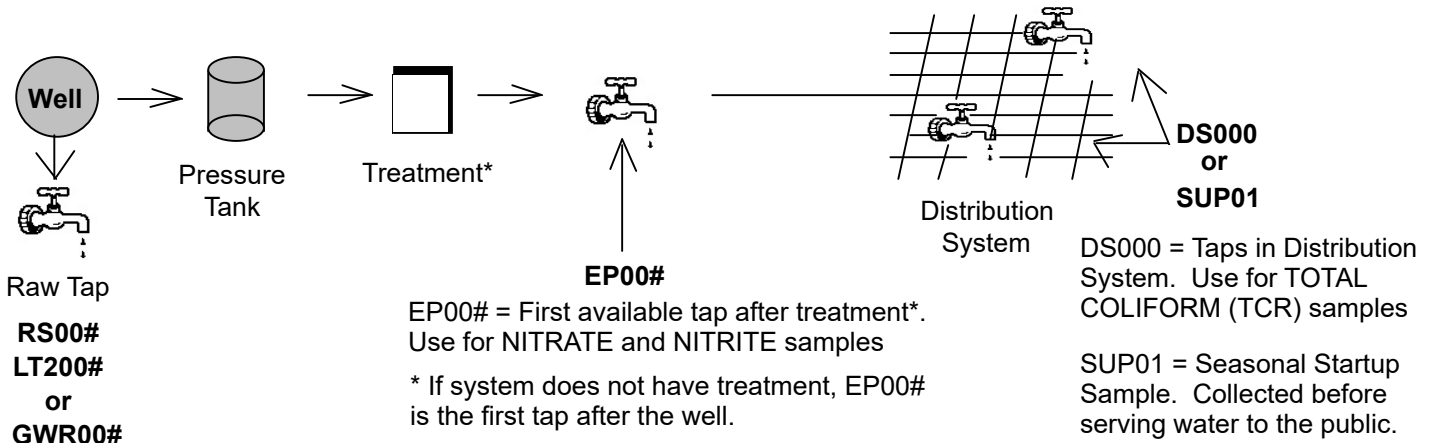 Well
Pressure
Tank
Treatment*
Raw Tap
RS00#
LT200#
or
GWR00#
EP00#
EP00# = First available tap after treatment*.
Use for NITRATE and NITRITE samples
* If system does not have treatment, EP00#
is the first tap after the well.
Distribution
System
DS000
or
SUP01
DS000 = Taps in Distribution
System. Use for TOTAL
COLIFORM (TCR) samples
SUP01 = Seasonal Startup
Sample. Collected before
serving water to the public.